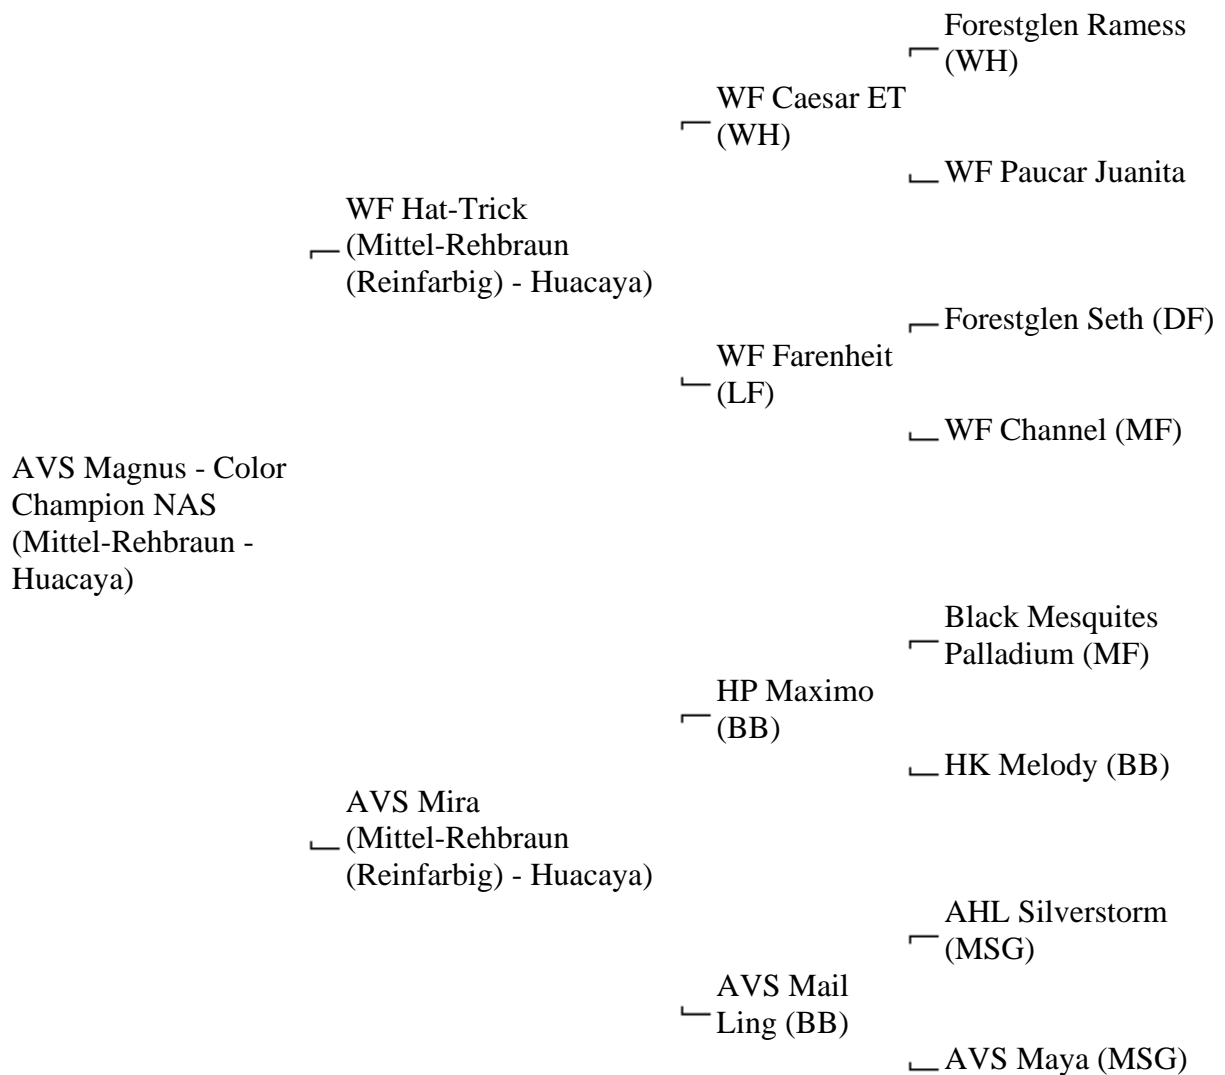 Forestglen Ramess
(WH)
WF Caesar ET
(WH)
WF Paucar Juanita
WF Hat-Trick
(Mittel-Rehbraun
(Reinfarbig) - Huacaya)
Forestglen Seth (DF)
WF Farenheit
(LF)
WF Channel (MF)
AVS Magnus - Color
Champion NAS
(Mittel-Rehbraun -
Huacaya)
Black Mesquites
Palladium (MF)
HP Maximo
(BB)
HK Melody (BB)
AVS Mira
(Mittel-Rehbraun
(Reinfarbig) - Huacaya)
AHL Silverstorm
(MSG)
AVS Mail
Ling (BB)
AVS Maya (MSG)